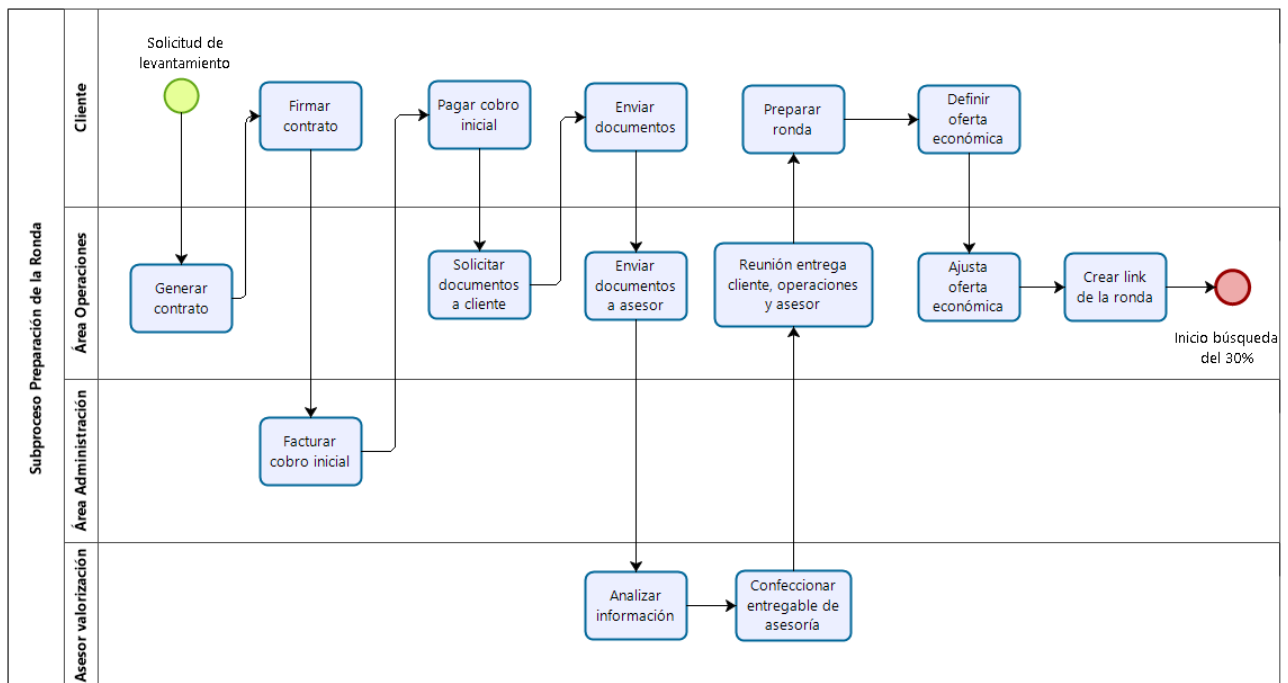 Subproceso Preparación de la Ronda
Cliente
Solicitud de
levantamiento
Firmar
contrato
Pagar cobro
inicial
Enviar
documentos
Preparar
ronda
Definir
oferta
económica
Área Operaciones
Generar
contrato
Solicitar
documentos
a cliente
Enviar
documentos
a asesor
Reunión entrega
cliente, operaciones
y asesor
Ajusta
oferta
económica
Crear link
de la ronda
Inicio búsqueda
del 30%
Área Administración
Facturar
cobro inicial
Asesor valorización
Analizar
información
Confeccionar
entregable de
asesoría